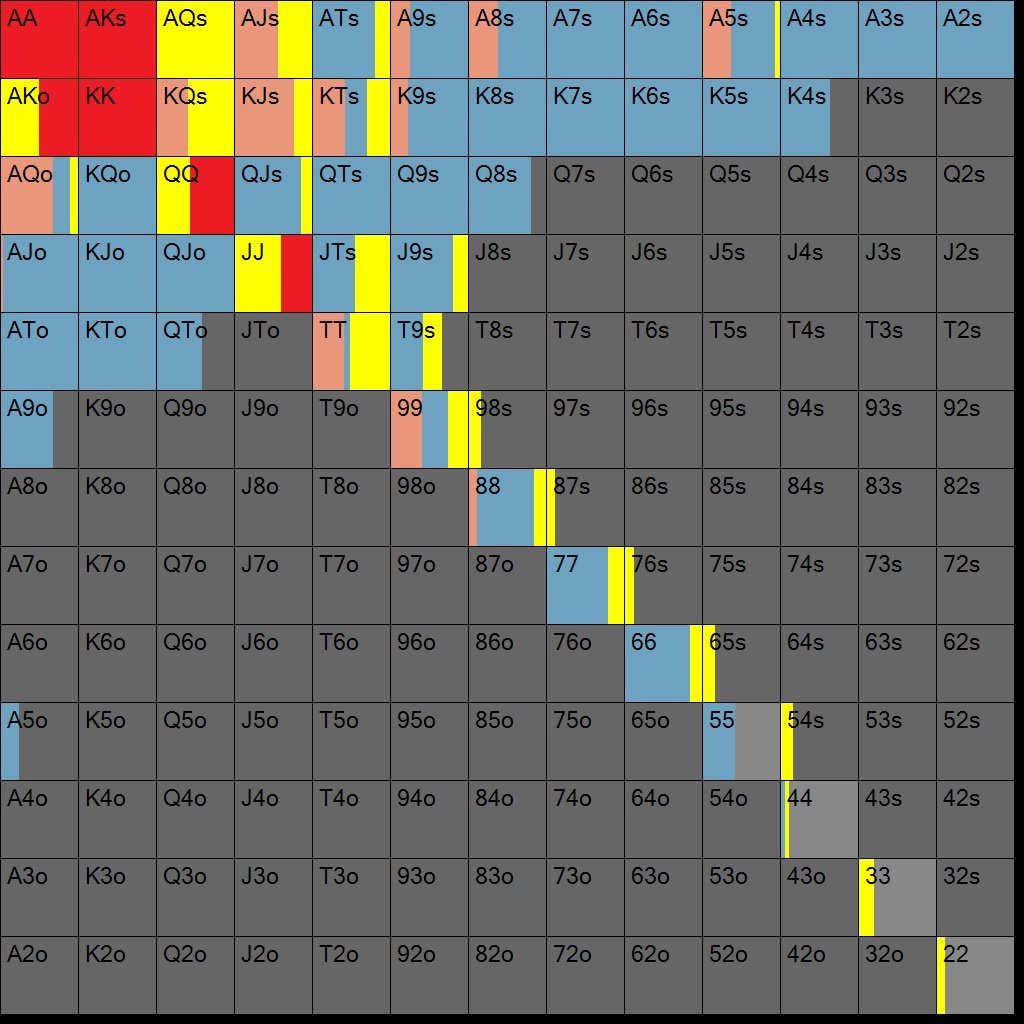 AA AKs AQs AJs ATs A9s A8s A7s A6s A5s A4s A3s A2s
AKo KK KQs KJs KTs K9s K8s K7s K6s K5s K4s K3s K2s
AQo KQo QQ QJs QTs Q9s Q8s Q7s Q6s Q5s Q4s Q3s Q2s
AJo KJo QJo JJ JTs J9s J8s J7s J6s J5s J4s J3s J2s
ATo KTo QTo JTo TT T9s T8s T7s T6s T5s T4s T3s T2s
A9o K9o Q9o J9o T9o 99 98s 97s 96s 95s 94s 93s 92s
A8o K8o Q8o J8o T8o 98o 88 87s 86s 85s 84s 83s 82s
A7o K7o Q7o J7o T7o 97o 87o 77 76s 75s 74s 73s 72s
A6o K6o Q6o J6o T6o 96o 86o 76o 66 65s 64s 63s 62s
A5o K5o Q5o J5o T5o 95o 85o 75o 65o 55 54s 53s 52s
A4o K4o Q4o J4o T4o 94o 84o 74o 64o 54o 44 43s 42s
A3o K3o Q3o J3o T3o 93o 83o 73o 63o 53o 43o 33 32s
A2o K2o Q2o J2o T2o 92o 82o 72o 62o 52o 42o 32o 22